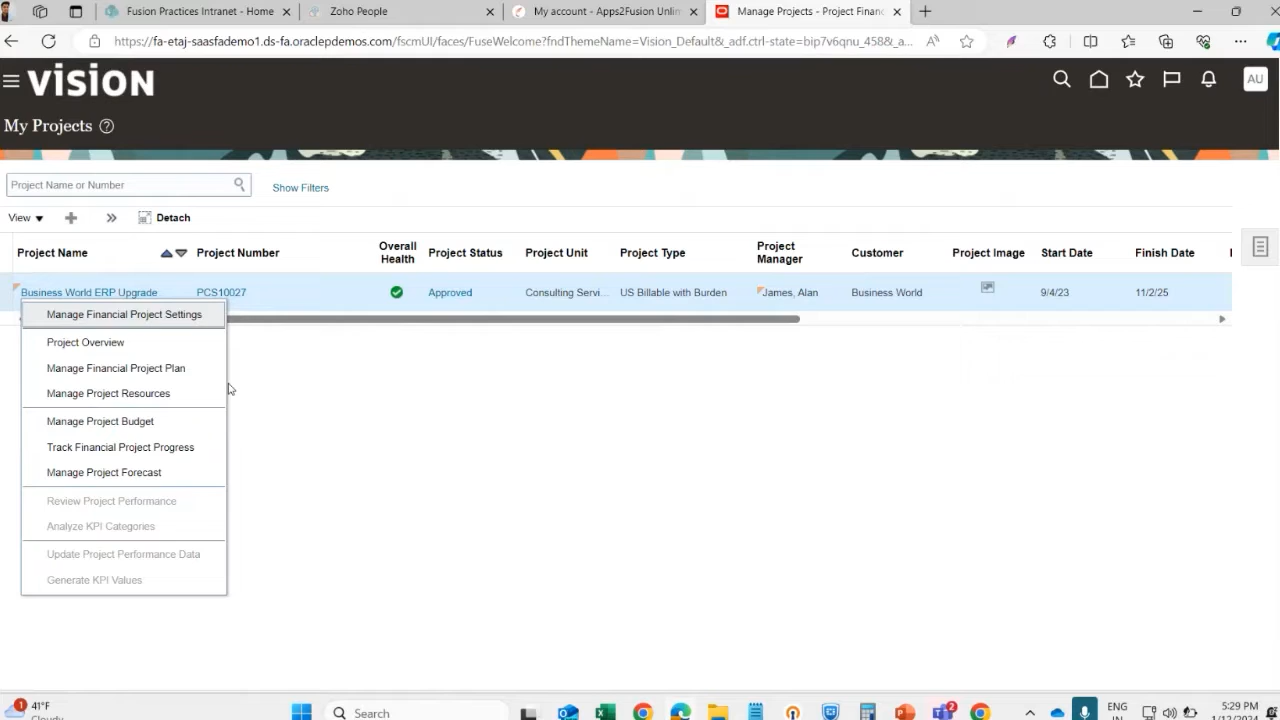 Fusion Practices Intranet - Home
Zoho People
My account - Apps2Fusion Unlim
Manage Projects - Project Financ
https://fa-etaj-saasfademo1.ds-fa.oraclepdemos.com/fscmUI/faces/FuseWelcome?fndThemeName=Vision_Default&_adf.ctrl-state=bip7v6qnu_458&_a...
VISION
AU
My Projects
Project Name or Number
Show Filters
View
Detach
Project Name
Project Number
Overall Health
Project Status
Project Unit
Project Type
Project Manager
Customer
Project Image
Start Date
Finish Date
Business World ERP Upgrade
PCS10027
Approved
Consulting Servi...
US Billable with Burden
James, Alan
Business World
9/4/23
11/2/25
Manage Financial Project Settings
Project Overview
Manage Financial Project Plan
Manage Project Resources
Manage Project Budget
Track Financial Project Progress
Manage Project Forecast
Review Project Performance
Analyze KPI Categories
Update Project Performance Data
Generate KPI Values
1
41°F
Cloudy
Search
2
ENG
IN
5:29 PM
1/12/2024